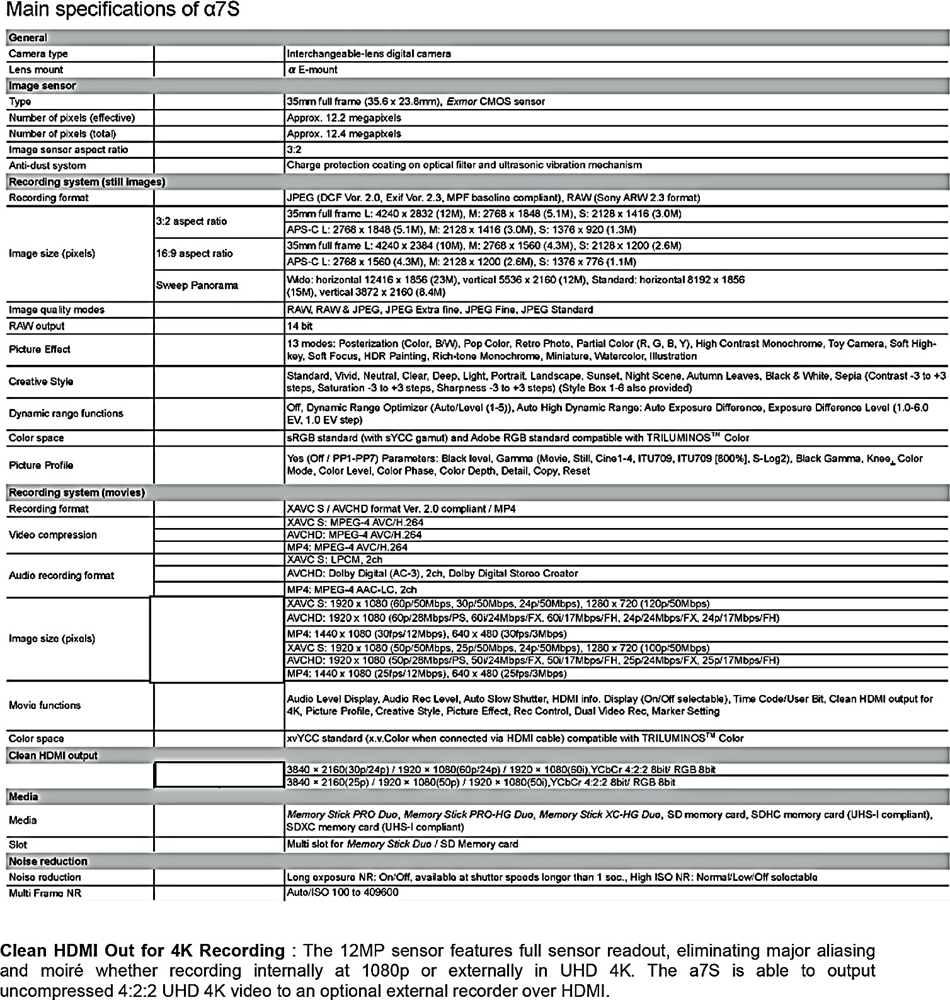 Main specifications of α7S
General
Camera type Interchangeable-lens digital camera
Lens mount α E-mount
Image sensor
Type 35mm full frame (35.6 x 23.8mm), Exmor CMOS sensor
Number of pixels (effective) Approx. 12.2 megapixels
Number of pixels (total) Approx. 12.4 megapixels
Image sensor aspect ratio 3:2
Anti-dust system Charge protection coating on optical filter and ultrasonic vibration mechanism
Recording system (still images)
Recording format JPEG (DCF Ver. 2.0, Exif Ver. 2.3, MPF baseline compliant), RAW (Sony ARW 2.3 format)
Image size (pixels) 3:2 aspect ratio 35mm full frame L: 4240 x 2832 (12M), M: 2768 x 1848 (5.1M), S: 2128 x 1416 (3.0M)
APS-C L: 2768 x 1848 (5.1M), M: 2128 x 1416 (3.0M), S: 1376 x 920 (1.3M)
16:9 aspect ratio 35mm full frame L: 4240 x 2384 (10M), M: 2768 x 1560 (4.3M), S: 2128 x 1200 (2.6M)
APS-C L: 2768 x 1560 (4.3M), M: 2128 x 1200 (2.6M), S: 1376 x 776 (1.1M)
Sweep Panorama Wide: horizontal 12416 x 1856 (23M), vertical 5536 x 2160 (12M), Standard: horizontal 8192 x 1856
(15M), vertical 3872 x 2160 (8.4M)
Image quality modes RAW, RAW & JPEG, JPEG Extra fine, JPEG Fine, JPEG Standard
RAW output 14 bit
Picture Effect 13 modes: Posterization (Color, B/W), Pop Color, Retro Photo, Partial Color (R, G, B, Y), High Contrast Monochrome, Toy Camera, Soft High-
key, Soft Focus, HDR Painting, Rich-tone Monochrome, Miniature, Watercolor, Illustration
Creative Style Standard, Vivid, Neutral, Clear, Deep, Light, Portrait, Landscape, Sunset, Night Scene, Autumn Leaves, Black & White, Sepia (Contrast -3 to +3
steps, Saturation -3 to +3 steps, Sharpness -3 to +3 steps) (Style Box 1-6 also provided)
Dynamic range functions Off, Dynamic Range Optimizer (Auto/Level (1-5)), Auto High Dynamic Range: Auto Exposure Difference, Exposure Difference Level (1.0-6.0
EV, 1.0 EV step)
Color space sRGB standard (with sYCC gamut) and Adobe RGB standard compatible with TRILUMINOS™ Color
Picture Profile Yes (Off / PP1-PP7) Parameters: Black level, Gamma (Movie, Still, Cine1-4, ITU709, ITU709 [800%], S-Log2), Black Gamma, Knee, Color
Mode, Color Level, Color Phase, Color Depth, Detail, Copy, Reset
Recording system (movies)
Recording format XAVC S / AVCHD format Ver. 2.0 compliant / MP4
Video compression XAVC S: MPEG-4 AVC/H.264
AVCHD: MPEG-4 AVC/H.264
MP4: MPEG-4 AVC/H.264
Audio recording format XAVC S: LPCM, 2ch
AVCHD: Dolby Digital (AC-3), 2ch, Dolby Digital Stereo Creator
MP4: MPEG-4 AAC-LC, 2ch
Image size (pixels) XAVC S: 1920 x 1080 (60p/50Mbps, 30p/50Mbps, 24p/50Mbps), 1280 x 720 (120p/50Mbps)
AVCHD: 1920 x 1080 (60p/28Mbps/PS, 60i/24Mbps/FX, 60i/17Mbps/FH, 24p/24Mbps/FX, 24p/17Mbps/FH)
MP4: 1440 x 1080 (30fps/12Mbps), 640 x 480 (30fps/3Mbps)
XAVC S: 1920 x 1080 (50p/50Mbps, 25p/50Mbps, 24p/50Mbps), 1280 x 720 (100p/50Mbps)
AVCHD: 1920 x 1080 (50p/28Mbps/PS, 50i/24Mbps/FX, 50i/17Mbps/FH, 25p/24Mbps/FX, 25p/17Mbps/FH)
MP4: 1440 x 1080 (25fps/12Mbps), 640 x 480 (25fps/3Mbps)
Movie functions Audio Level Display, Audio Rec Level, Auto Slow Shutter, HDMI info. Display (On/Off selectable), Time Code/User Bit, Clean HDMI output for
4K, Picture Profile, Creative Style, Picture Effect, Rec Control, Dual Video Rec, Marker Setting
Color space xvYCC standard (x.v.Color when connected via HDMI cable) compatible with TRILUMINOS™ Color
Clean HDMI output
3840 × 2160(30p/24p) / 1920 × 1080(60p/24p) / 1920 × 1080(60i),YCbCr 4:2:2 8bit/ RGB 8bit
3840 × 2160(25p) / 1920 × 1080(50p) / 1920 × 1080(50i),YCbCr 4:2:2 8bit/ RGB 8bit
Media
Media Memory Stick PRO Duo, Memory Stick PRO-HG Duo, Memory Stick XC-HG Duo, SD memory card, SDHC memory card (UHS-I compliant),
SDXC memory card (UHS-I compliant)
Slot Multi slot for Memory Stick Duo / SD Memory card
Noise reduction
Noise reduction Long exposure NR: On/Off, available at shutter speeds longer than 1 sec., High ISO NR: Normal/Low/Off selectable
Multi Frame NR Auto/ISO 100 to 409600
Clean HDMI Out for 4K Recording : The 12MP sensor features full sensor readout, eliminating major aliasing
and moiré whether recording internally at 1080p or externally in UHD 4K. The a7S is able to output
uncompressed 4:2:2 UHD 4K video to an optional external recorder over HDMI.